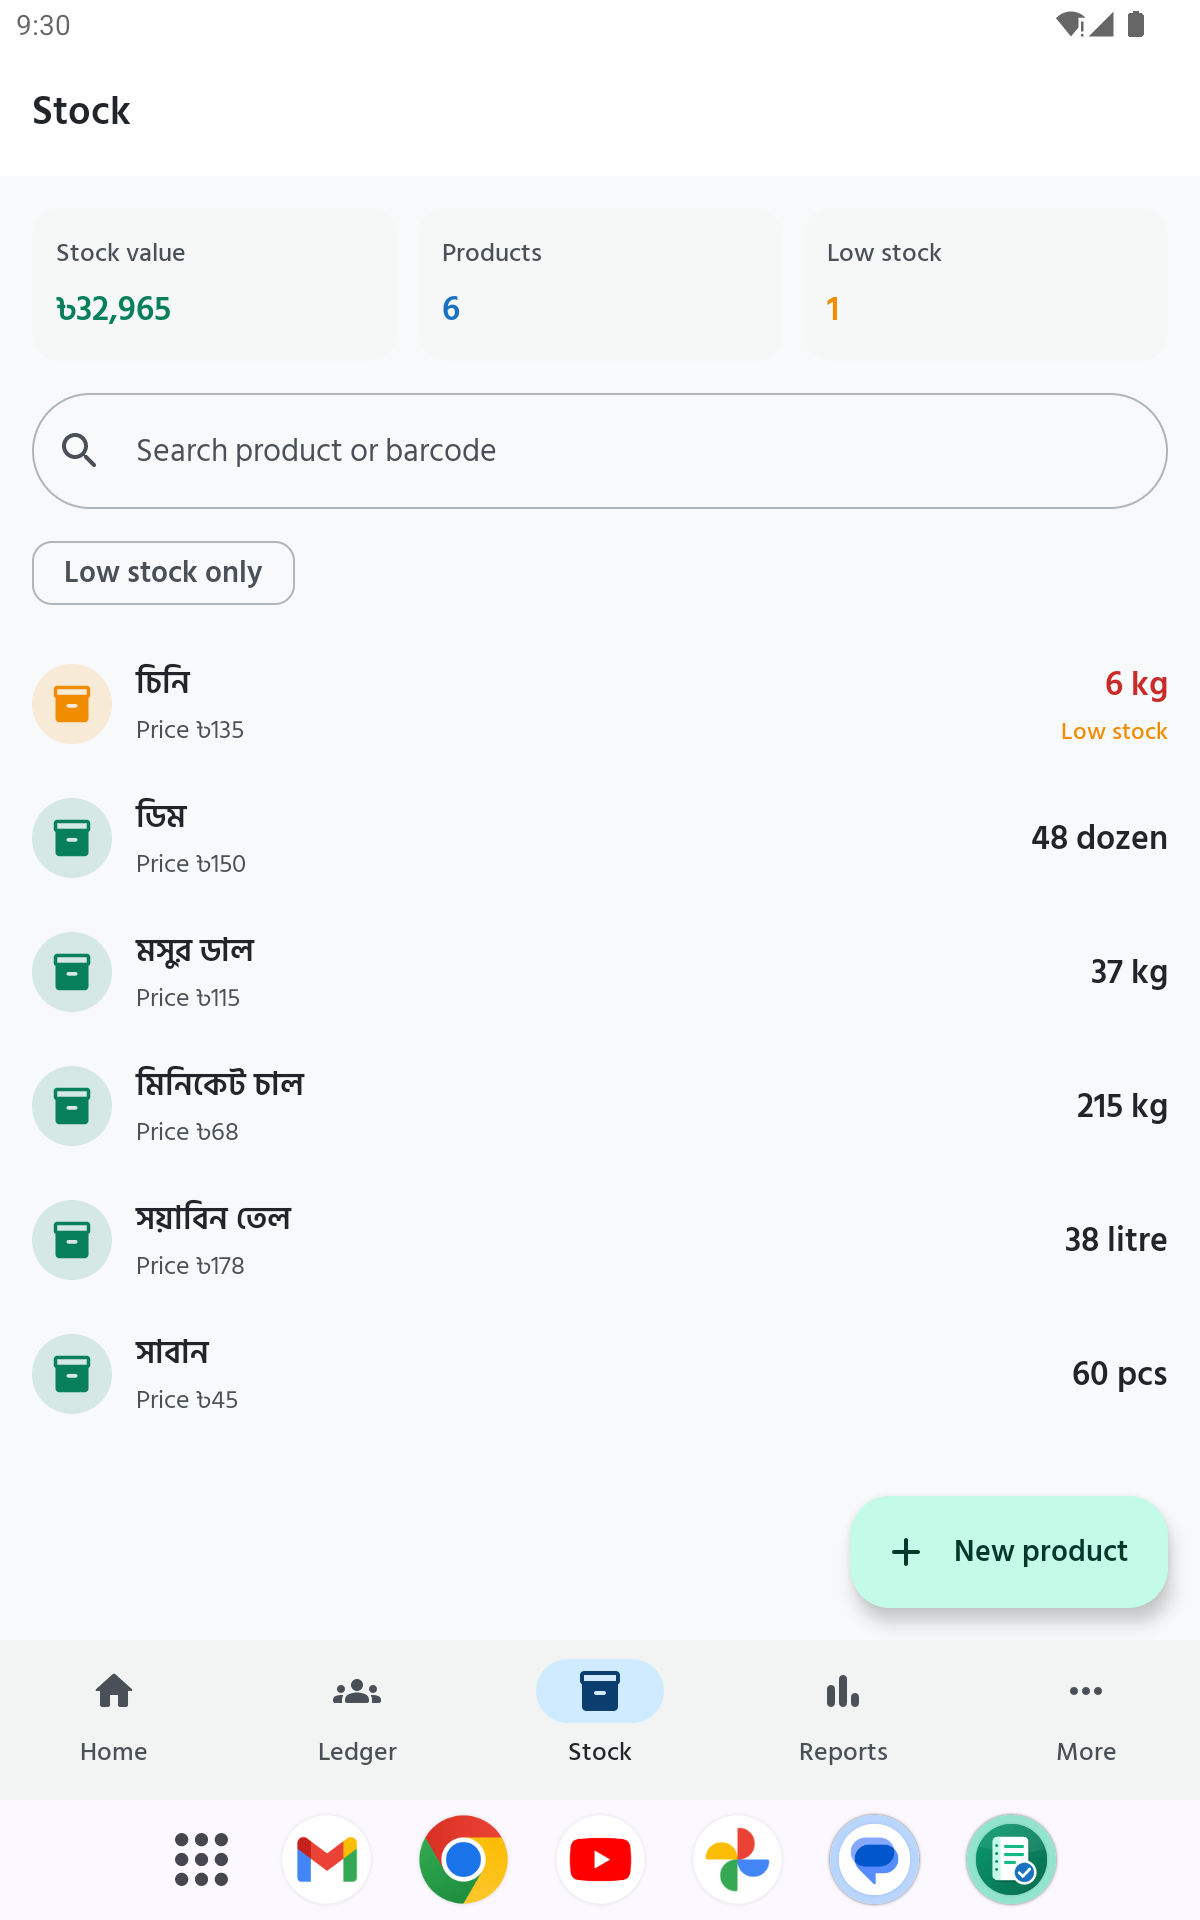 9:30
Stock
Stock value
৳32,965
Products
6
Low stock
1
Search product or barcode
Low stock only
চিনি
Price ৳135
6 kg
Low stock
ডিম
Price ৳150
48 dozen
মসুর ডাল
Price ৳115
37 kg
মিনিকেট চাল
Price ৳68
215 kg
সয়াবিন তেল
Price ৳178
38 litre
সাবান
Price ৳45
60 pcs
New product
Home
Ledger
Stock
Reports
More